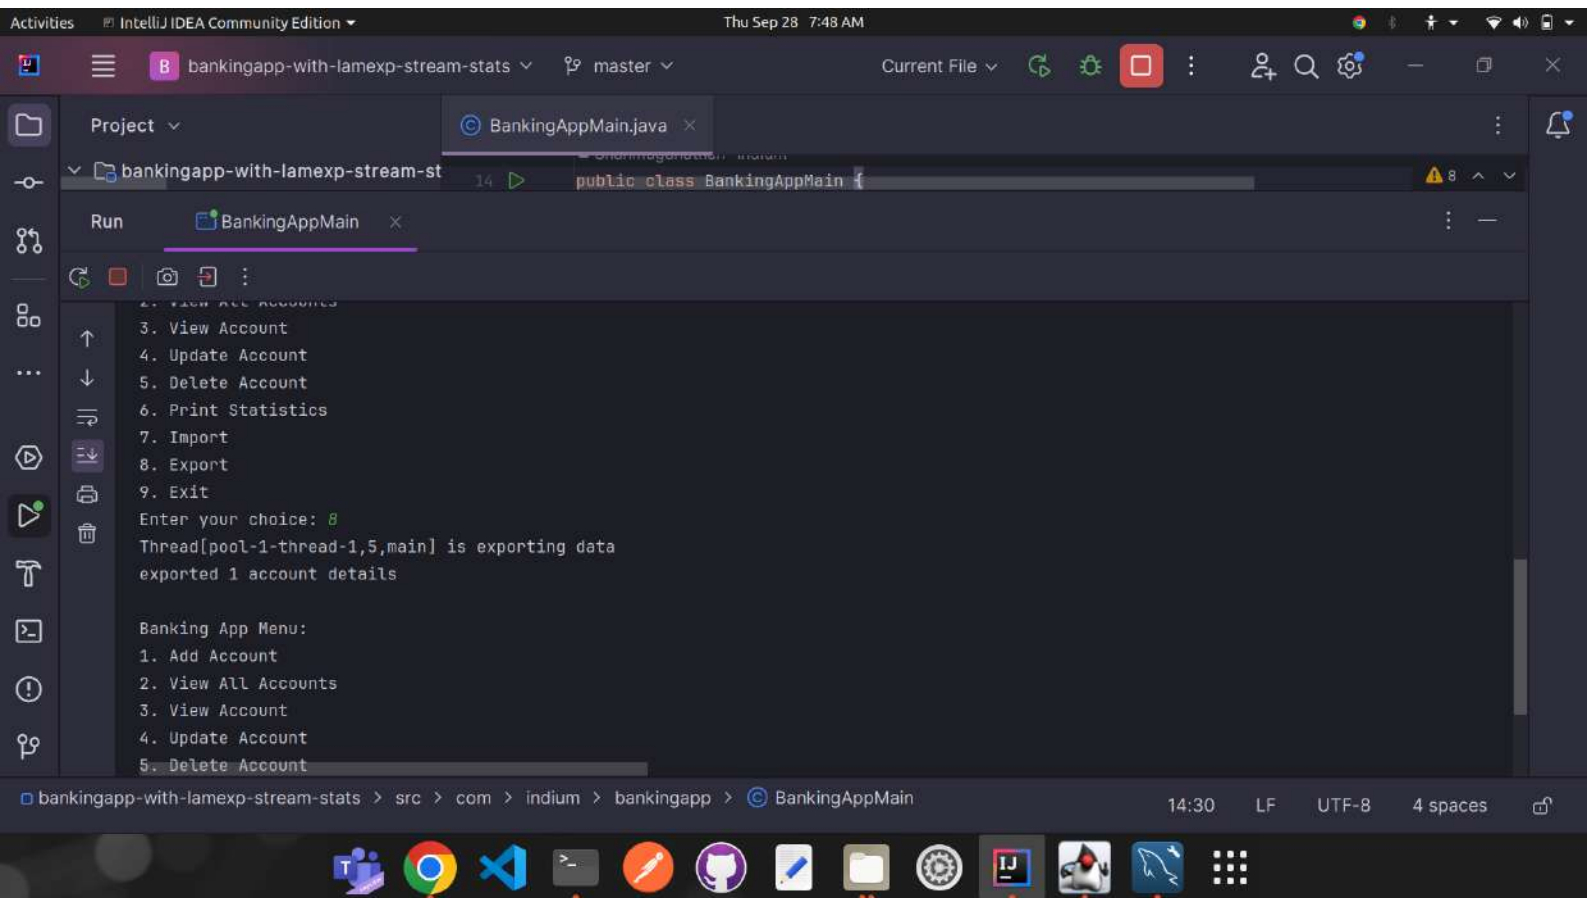 Activities IntelliJ IDEA Community Edition Thu Sep 28 7:48 AM
B bankingapp-with-lamexp-stream-stats master Current File
Project BankingAppMain.java
bankingapp-with-lamexp-stream-st 14 public class BankingAppMain { 8
Run BankingAppMain
2. View All Accounts
3. View Account
4. Update Account
5. Delete Account
6. Print Statistics
7. Import
8. Export
9. Exit
Enter your choice: 8
Thread[pool-1-thread-1,5,main] is exporting data
exported 1 account details
Banking App Menu:
1. Add Account
2. View All Accounts
3. View Account
4. Update Account
5. Delete Account
bankingapp-with-lamexp-stream-stats > src > com > indium > bankingapp > BankingAppMain 14:30 LF UTF-8 4 spaces